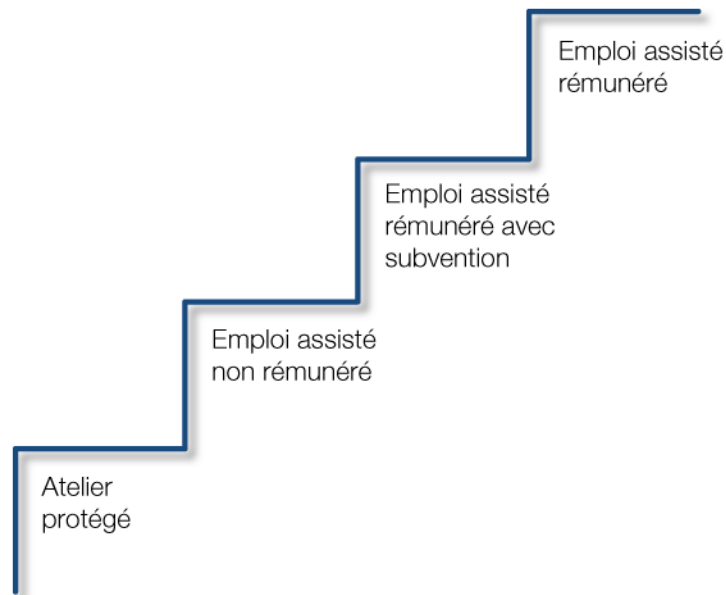 Emploi assisté
rémunéré
Emploi assisté
rémunéré avec
subvention
Emploi assisté
non rémunéré
Atelier
protégé